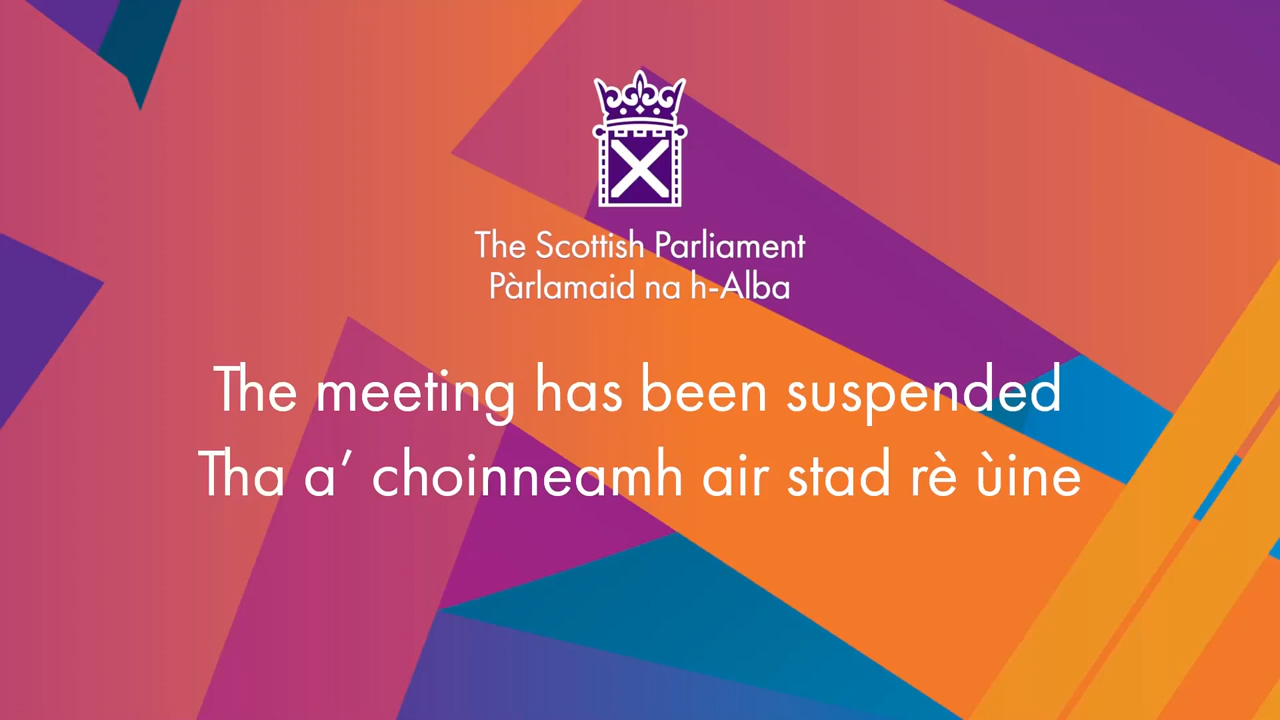 The Scottish Parliament
Pàrlamaid na h-Alba
The meeting has been suspended
Tha a’ choinneamh air stad rè ùine